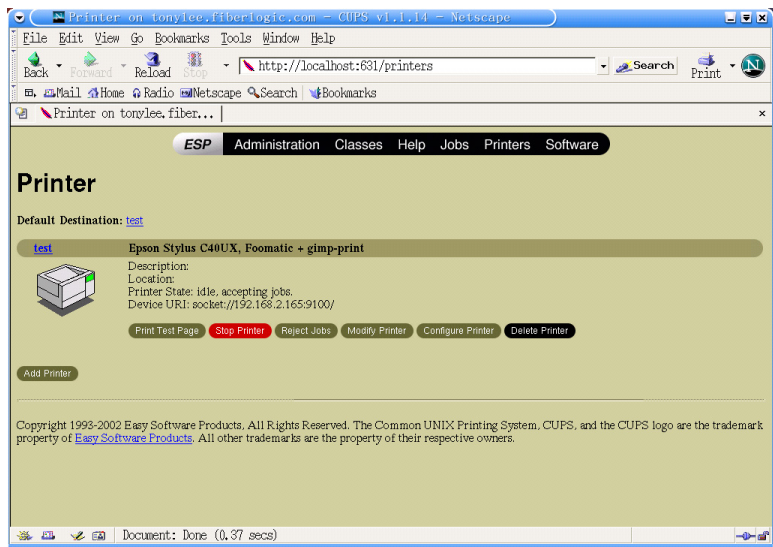 Printer on tonylee.fiberlogic.com - CUPS v1.1.14 - Netscape
File Edit View Go Bookmarks Tools Window Help
Back Forward Reload Stop http://localhost:631/printers Search Print N
Mail Home Radio Netscape Search Bookmarks
Printer on tonylee.fiber...
ESP Administration Classes Help Jobs Printers Software
Printer
Default Destination: test
test Epson Stylus C40UX, Foomatic + gimp-print
Description:
Location:
Printer State: idle, accepting jobs.
Device URI: socket://192.168.2.165:9100/
Print Test Page Stop Printer Reject Jobs Modify Printer Configure Printer Delete Printer
Add Printer
Copyright 1993-2002 Easy Software Products, All Rights Reserved. The Common UNIX Printing System, CUPS, and the CUPS logo are the trademark
property of Easy Software Products. All other trademarks are the property of their respective owners.
Document: Done (0.37 secs)